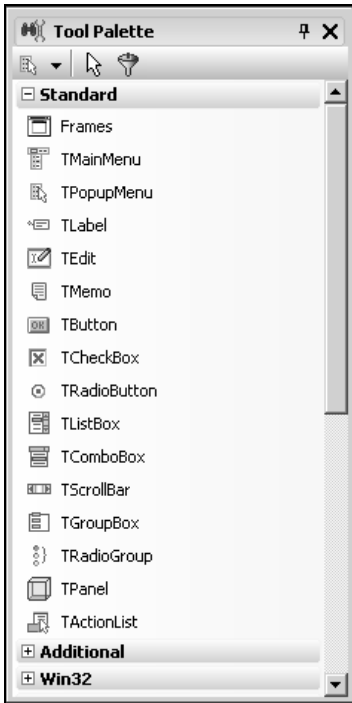 Tool Palette
Standard
Frames
TMainMenu
TPopupMenu
TLabel
TEdit
TMemo
TButton
TCheckBox
TRadioButton
TListBox
TComboBox
TScrollBar
TGroupBox
TRadioGroup
TPanel
TActionList
Additional
Win32